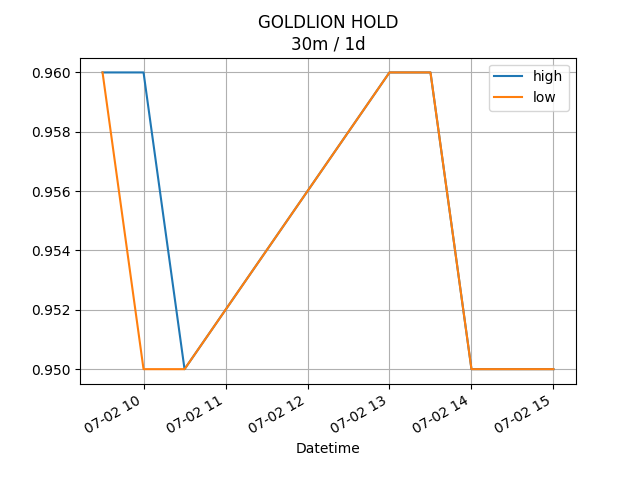 GOLDLION HOLD
30m / 1d
high
low
0.960
0.958
0.956
0.954
0.952
0.950
07-02 10
07-02 11
07-02 12
07-02 13
07-02 14
07-02 15
Datetime